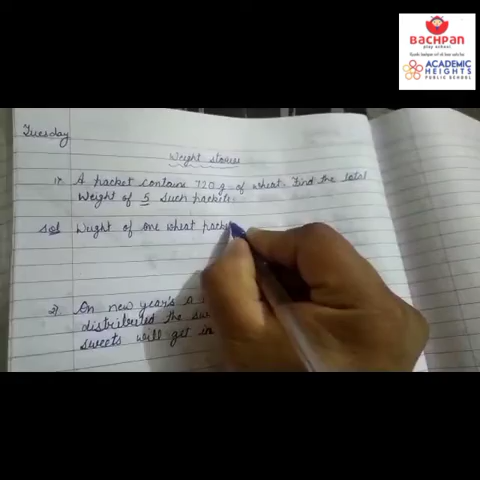 BACHPAN
play school
ACADEMIC
HEIGHTS
PUBLIC SCHOOL
Tuesday
Weight stories
1) A packet contains 720 g of wheat. Find the total
Weight of 5 such packets.
Sol Weight of one wheat pack
2) On new year's A
distributed the sw
sweets will get in